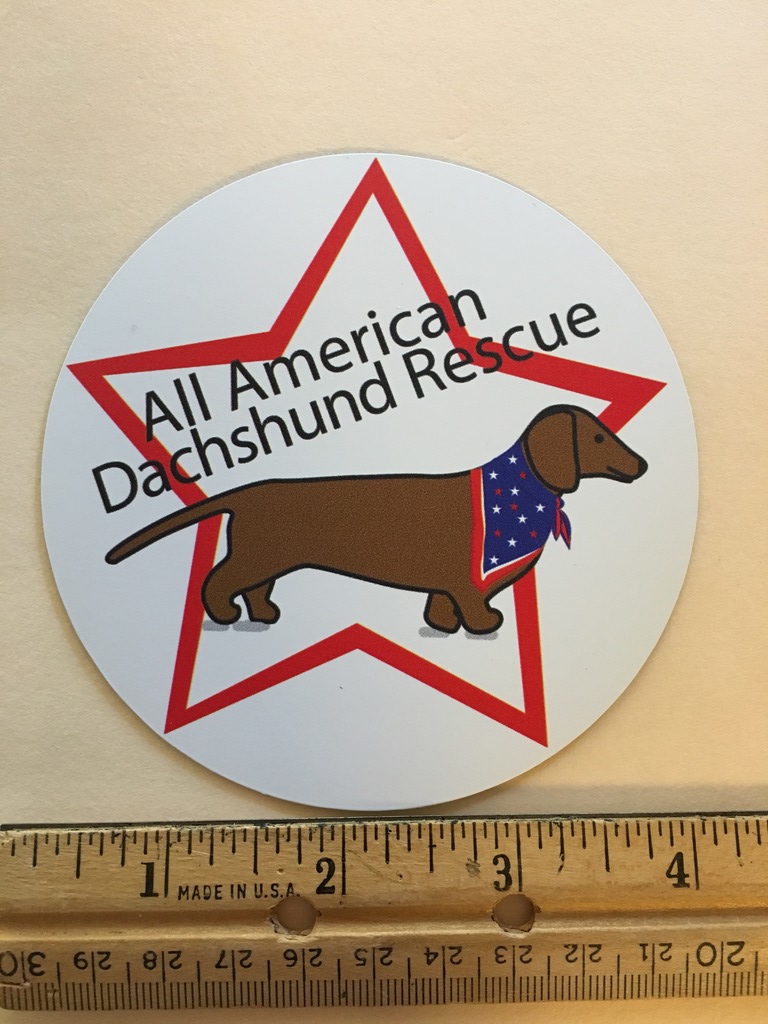 All American
Dachshund Rescue
1 2 3 4
MADE IN U.S.A.
30 29 28 27 26 25 24 23 22 21 20